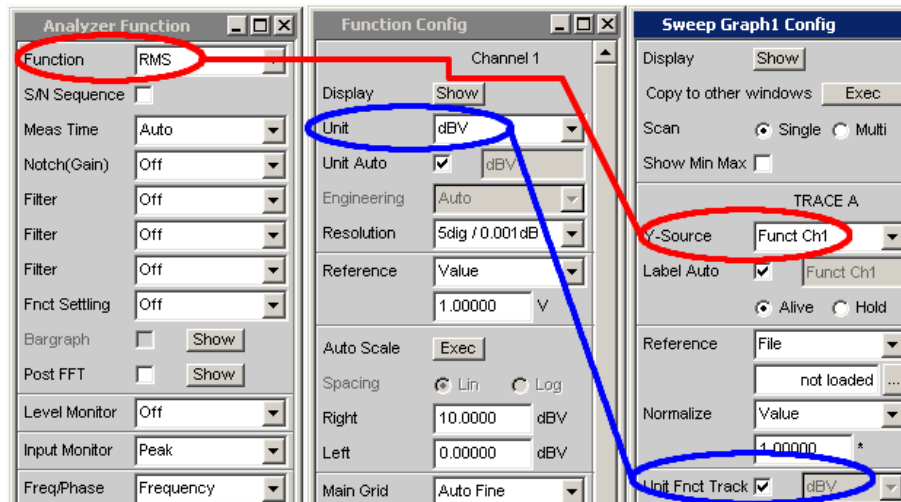 Analyzer Function
Function RMS
S/N Sequence
Meas Time Auto
Notch(Gain) Off
Filter Off
Filter Off
Filter Off
Fnct Settling Off
Bargraph Show
Post FFT Show
Level Monitor Off
Input Monitor Peak
Freq/Phase Frequency
Function Config
Channel 1
Display Show
Unit dBV
Unit Auto dBV
Engineering Auto
Resolution 5dig / 0.001dB
Reference Value
1.00000 V
Auto Scale Exec
Spacing Lin Log
Right 10.0000 dBV
Left 0.00000 dBV
Main Grid Auto Fine
Sweep Graph1 Config
Display Show
Copy to other windows Exec
Scan Single Multi
Show Min Max
TRACE A
Y-Source Funct Ch1
Label Auto Funct Ch1
Alive Hold
Reference File
not loaded ...
Normalize Value
1.00000 *
Unit Fnct Track dBV